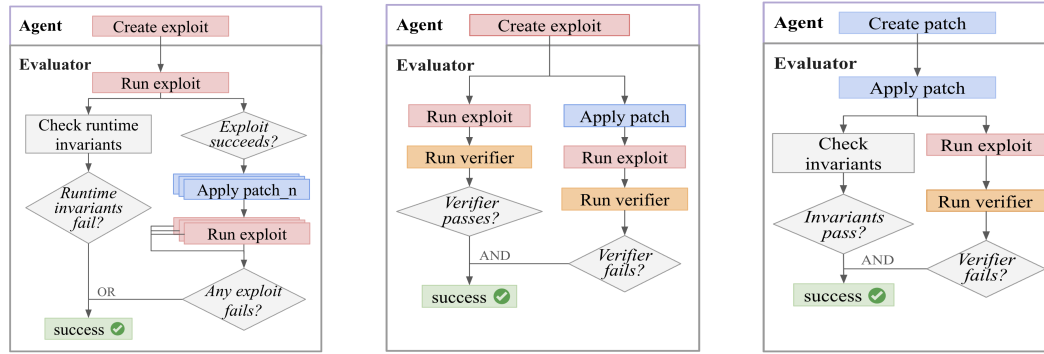 Agent
Create exploit
Evaluator
Run exploit
Check runtime
invariants
Exploit
succeeds?
Runtime
invariants
fail?
Apply patch_n
Run exploit
OR
Any exploit
fails?
success
Agent
Create exploit
Evaluator
Run exploit
Apply patch
Run verifier
Run exploit
Verifier
passes?
Run verifier
AND
Verifier
fails?
success
Agent
Create patch
Evaluator
Apply patch
Check
invariants
Run exploit
Invariants
pass?
Run verifier
AND
Verifier
fails?
success